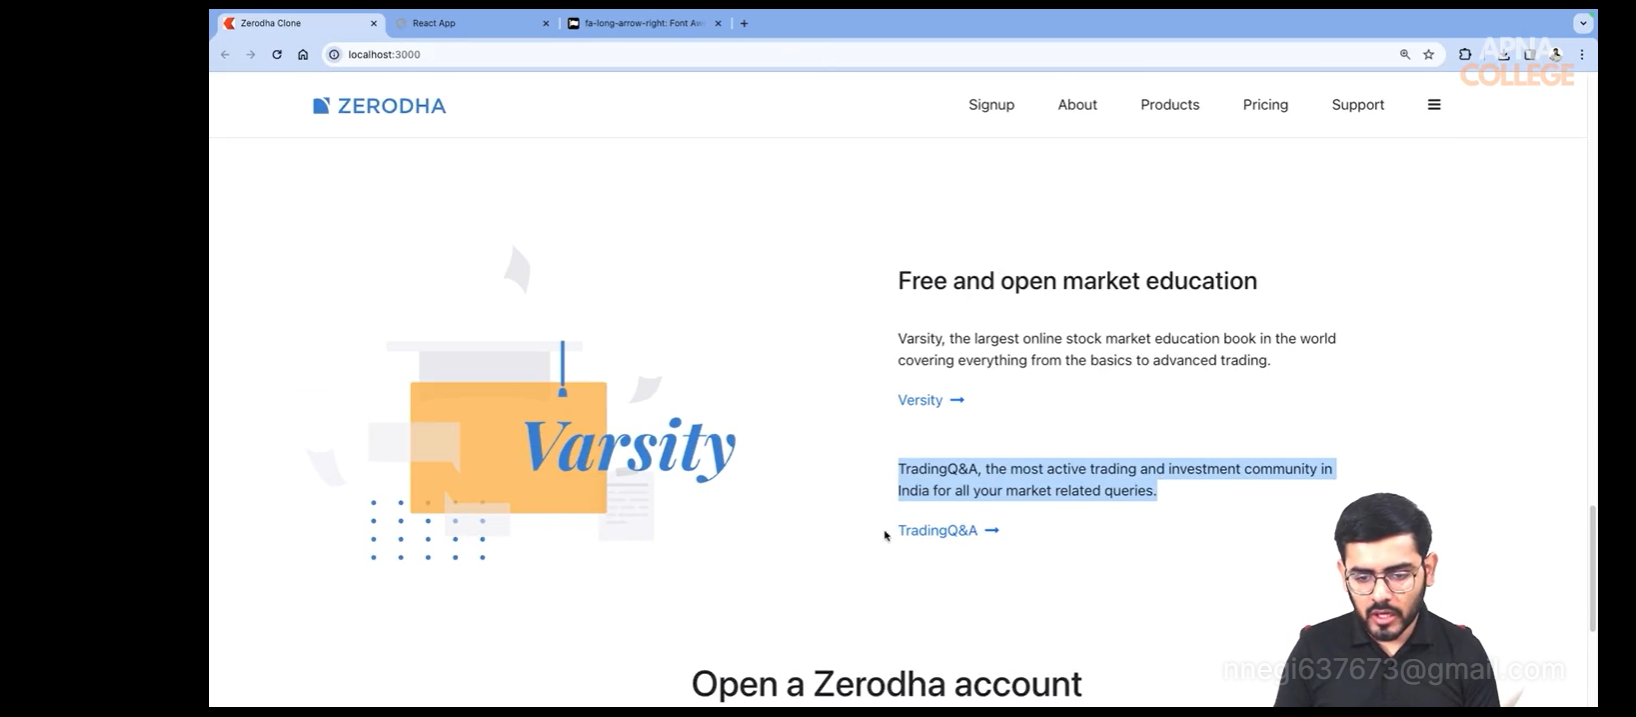 Zerodha Clone
React App
fa-long-arrow-right: Font Aw
localhost:3000
APNA
COLLEGE
ZERODHA
Signup
About
Products
Pricing
Support
Varsity
Free and open market education
Varsity, the largest online stock market education book in the world
covering everything from the basics to advanced trading.
Versity
TradingQ&A, the most active trading and investment community in
India for all your market related queries.
TradingQ&A
Open a Zerodha account
nnegi637673@gmail.com